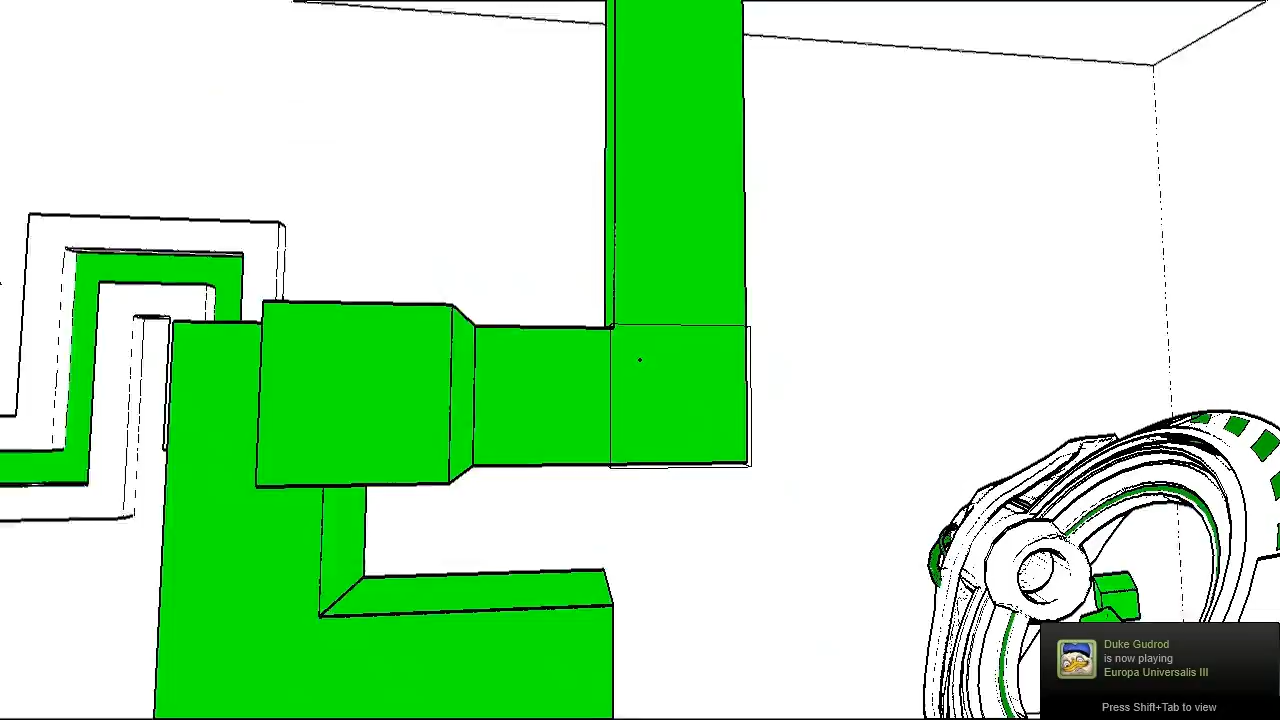 Duke Gudrod
is now playing
Europa Universalis III
Press Shift+Tab to view